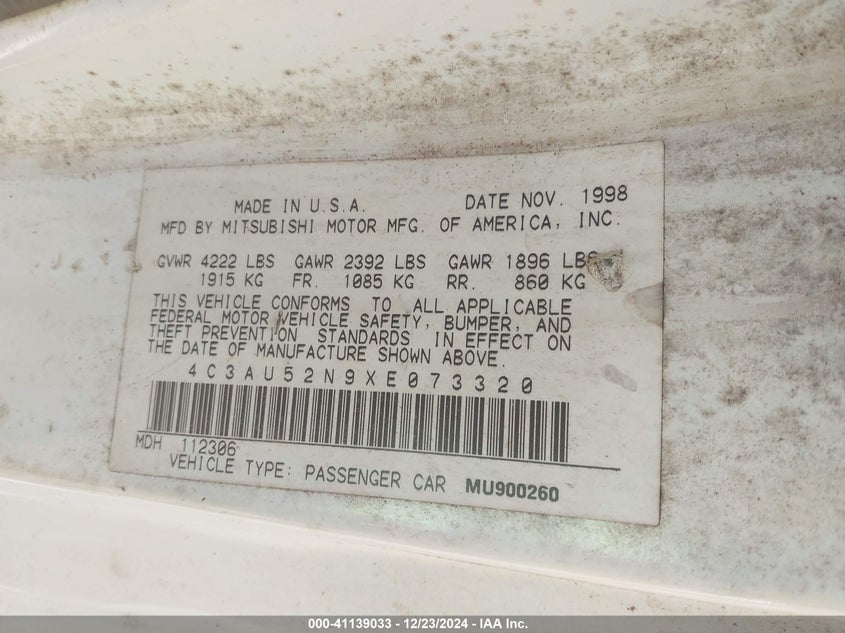 MADE IN U.S.A. DATE NOV. 1998
MFD BY MITSUBISHI MOTOR MFG. OF AMERICA, INC.
GVWR 4222 LBS GAWR 2392 LBS GAWR 1896 LBS
1915 KG FR. 1085 KG RR. 860 KG
THIS VEHICLE CONFORMS TO ALL APPLICABLE
FEDERAL MOTOR VEHICLE SAFETY, BUMPER, AND
THEFT PREVENTION STANDARDS IN EFFECT ON
THE DATE OF MANUFACTURE SHOWN ABOVE.
4C3AU52N9XE073320
MDH 112306
VEHICLE TYPE: PASSENGER CAR MU900260
000-41139033 - 12/23/2024 - IAA Inc.